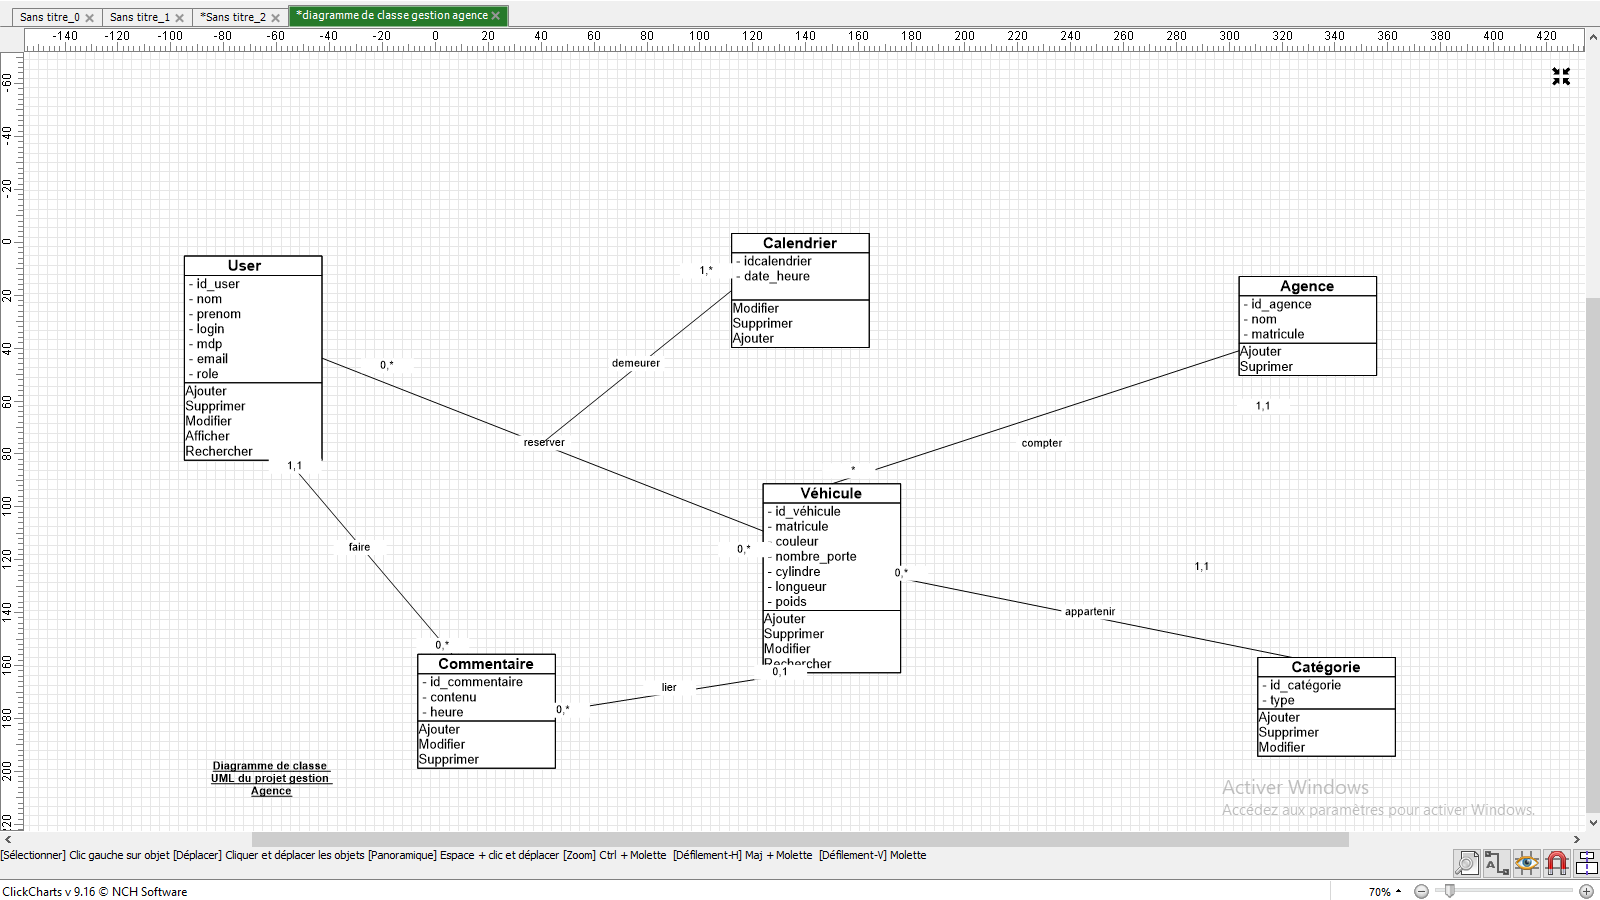 Sans titre_0
Sans titre_1
*Sans titre_2
*diagramme de classe gestion agence
-140 -120 -100 -80 -60 -40 -20 0 20 40 60 80 100 120 140 160 180 200 220 240 260 280 300 320 340 360 380 400 420
-60
-40
-20
0
20
40
60
80
100
120
140
160
180
200
220
User
- id_user
- nom
- prenom
- login
- mdp
- email
- role
Ajouter
Supprimer
Modifier
Afficher
Rechercher
Calendrier
- idcalendrier
- date_heure
Modifier
Supprimer
Ajouter
Agence
- id_agence
- nom
- matricule
Ajouter
Suprimer
1,*
0,*
demeurer
reserver
1,1
compter
*
1,1
faire
0,*
Véhicule
- id_véhicule
- matricule
- couleur
- nombre_porte
- cylindre
- longueur
- poids
Ajouter
Supprimer
Modifier
Rechercher
0,*
1,1
appartenir
0,*
Commentaire
- id_commentaire
- contenu
- heure
Ajouter
Modifier
Supprimer
0,*
lier
0,1
Catégorie
- id_catégorie
- type
Ajouter
Supprimer
Modifier
Diagramme de classe
UML du projet gestion
Agence
Activer Windows
Accédez aux paramètres pour activer Windows.
[Sélectionner] Clic gauche sur objet [Déplacer] Cliquer et déplacer les objets [Panoramique] Espace + clic et déplacer [Zoom] Ctrl + Molette [Défilement-H] Maj + Molette [Défilement-V] Molette
ClickCharts v 9.16 © NCH Software
70%